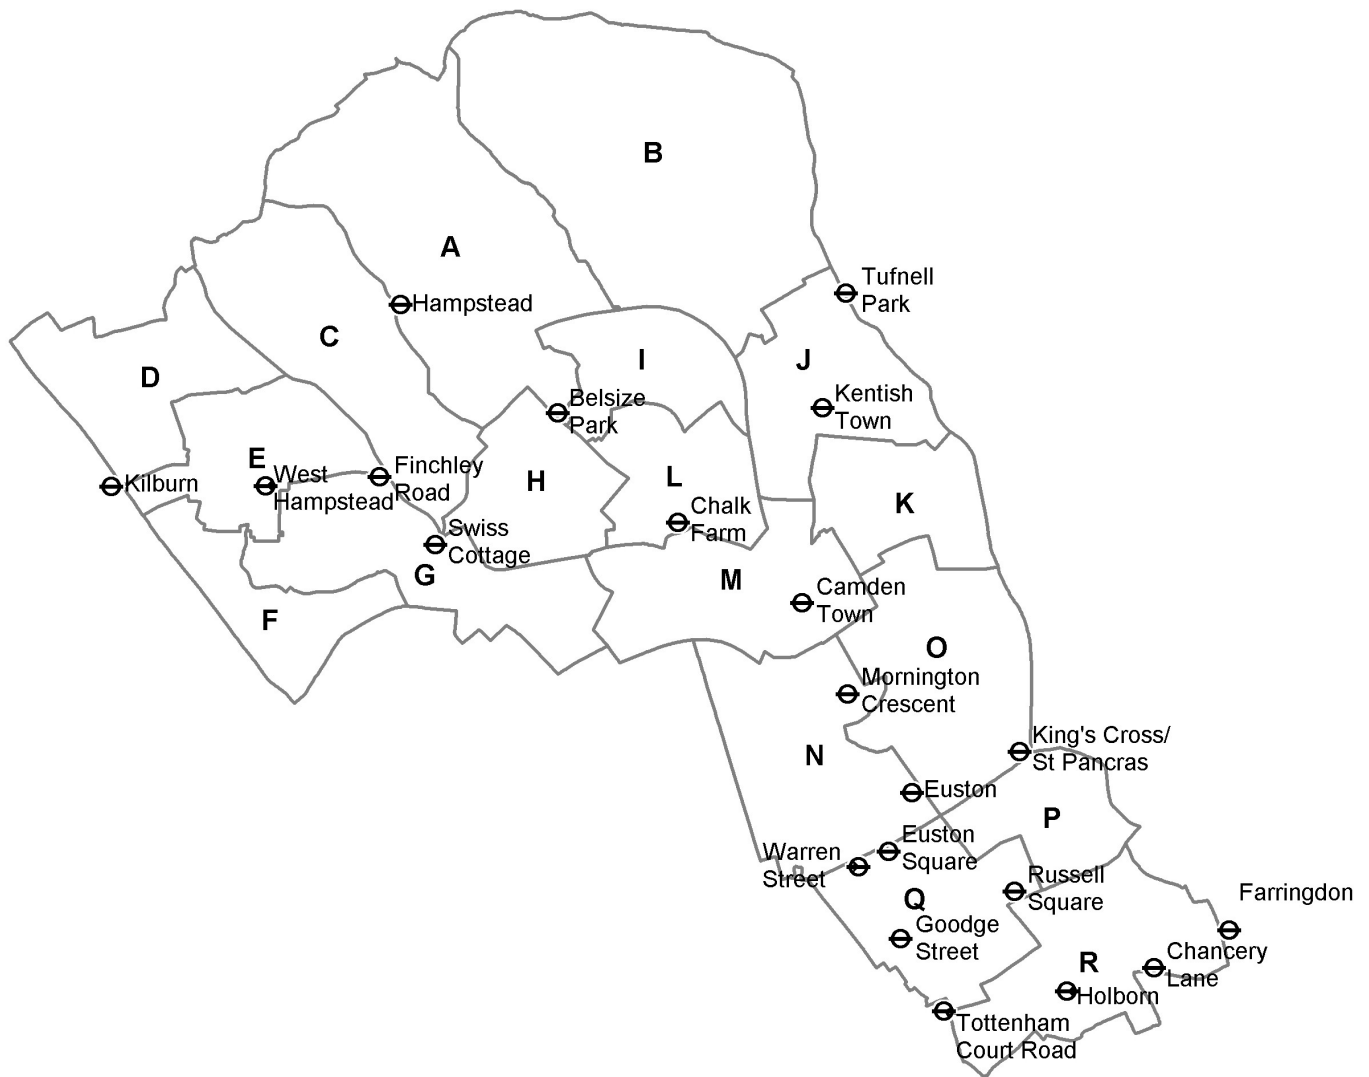 B
A
Hampstead
Tufnell
Park
C
I
J
D
Kentish
Town
Belsize
Park
E
West
Hampstead
Finchley
Road
Kilburn
H
L
K
Chalk
Farm
Swiss
Cottage
G
M
Camden
Town
F
O
Mornington
Crescent
King's Cross/
St Pancras
N
Euston
P
Euston
Square
Warren
Street
Russell
Square
Farringdon
Q
Goodge
Street
R
Chancery
Lane
Holborn
Tottenham
Court Road